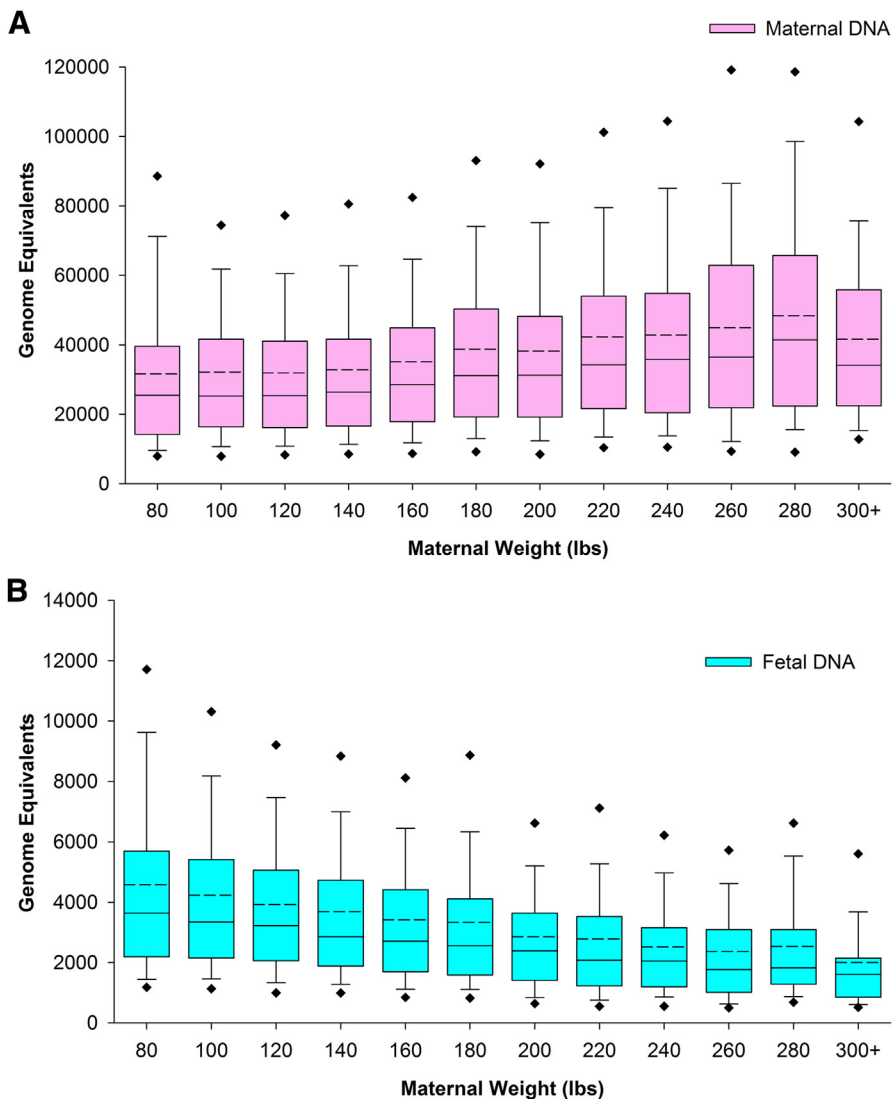 A
Maternal DNA
120000
100000
80000
60000
40000
20000
0
Genome Equivalents
80 100 120 140 160 180 200 220 240 260 280 300+
Maternal Weight (lbs)
B
Fetal DNA
14000
12000
10000
8000
6000
4000
2000
0
Genome Equivalents
80 100 120 140 160 180 200 220 240 260 280 300+
Maternal Weight (lbs)